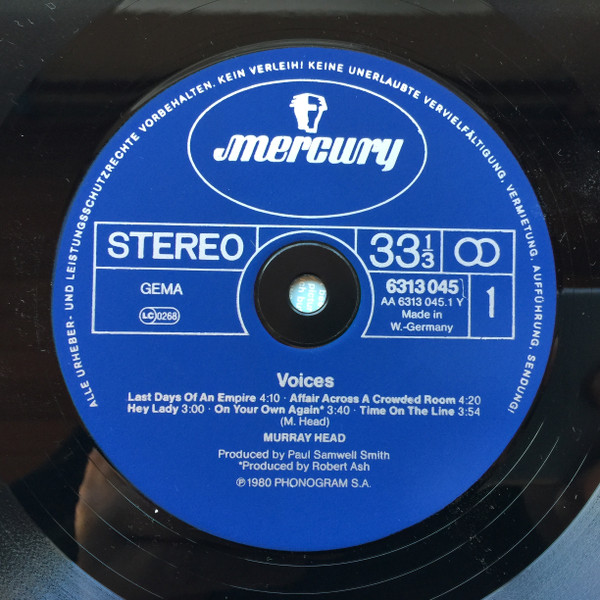 ALLE URHEBER- UND LEISTUNGSSCHUTZRECHTE VORBEHALTEN. KEIN VERLEIH! KEINE UNERLAUBTE VERVIELFÄLTIGUNG, VERMIETUNG, AUFFÜHRUNG, SENDUNG!
mercury
STEREO
33 1/3
GEMA
LC 0268
6313 045
AA 6313 045.1 Y
Made in
W.-Germany
1
Voices
Last Days Of An Empire 4:10 · Affair Across A Crowded Room 4:20
Hey Lady 3:00 · On Your Own Again* 3:40 · Time On The Line 3:54
(M. Head)
MURRAY HEAD
Produced by Paul Samwell Smith
*Produced by Robert Ash
℗ 1980 PHONOGRAM S.A.